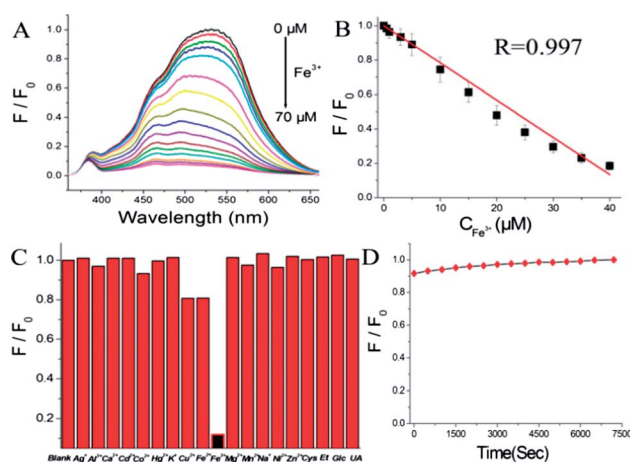 A
F / F0
1.0
0.8
0.6
0.4
0.2
0.0
400 450 500 550 600 650
Wavelength (nm)
0 μM
Fe3+
70 μM
B
F / F0
1.0
0.8
0.6
0.4
0.2
0.0
0 10 20 30 40
CFe3+ (μM)
R=0.997
C
F / F0
1.0
0.8
0.6
0.4
0.2
Blank Ag+ Al3+ Ca2+ Cd2+ Co2+ Hg2+ K+ Cu2+ Fe2+ Fe3+ Mg2+ Mn2+ Na+ Ni2+ Zn2+ Cys Et Glc UA
D
F / F0
1.0
0.8
0.6
0.4
0.2
0.0
0 1500 3000 4500 6000 7500
Time(Sec)